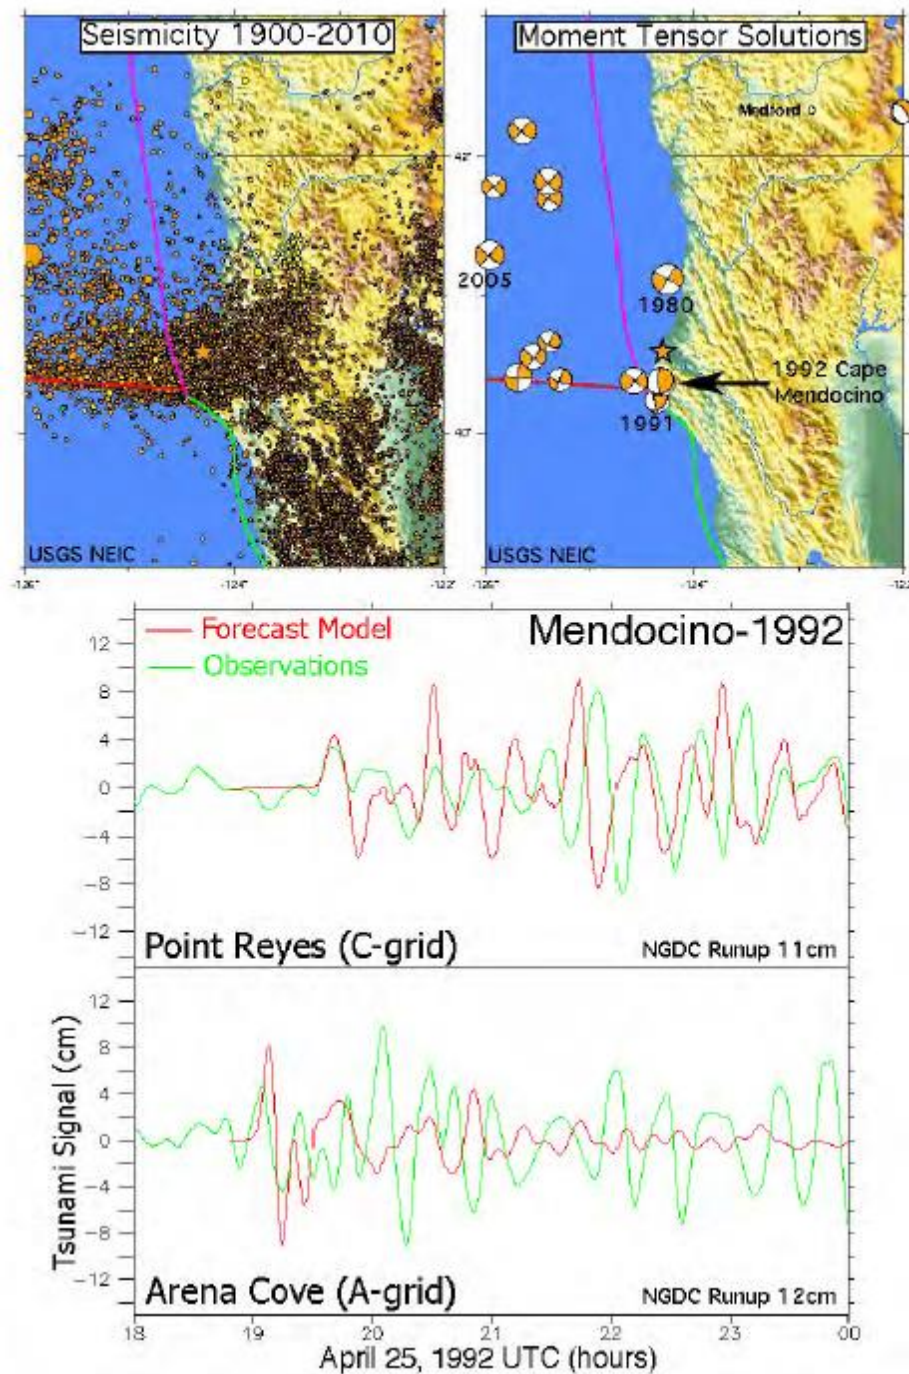 Seismicity 1900-2010
Moment Tensor Solutions
Medford
42°
2005
1980
1992 Cape
Mendocino
1991
40°
USGS NEIC
USGS NEIC
-126° -124° -122°
-126° -124° -122°
Forecast Model
Observations
Mendocino-1992
12
8
4
0
-4
-8
-12
Point Reyes (C-grid)
NGDC Runup 11cm
12
8
4
0
-4
-8
-12
Tsunami Signal (cm)
Arena Cove (A-grid)
NGDC Runup 12cm
18 19 20 21 22 23 00
April 25, 1992 UTC (hours)